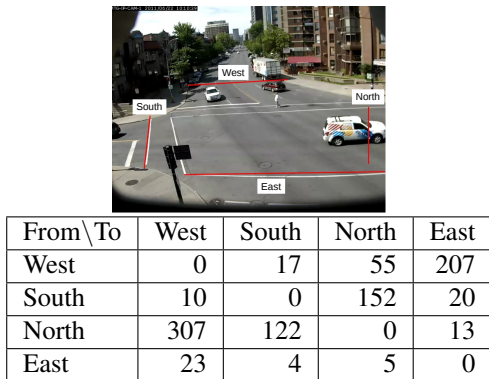 West
North
South
East
From\To West South North East
West 0 17 55 207
South 10 0 152 20
North 307 122 0 13
East 23 4 5 0